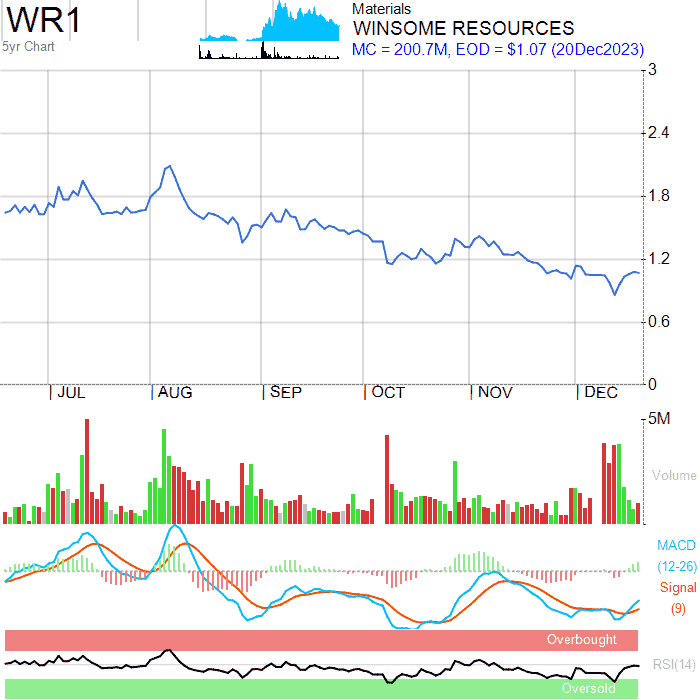 WR1
5yr Chart
Materials
WINSOME RESOURCES
MC = 200.7M, EOD = $1.07 (20Dec2023)
3
2.4
1.8
1.2
0.6
0
JUL AUG SEP OCT NOV DEC
5M
Volume
MACD
(12-26)
Signal
(9)
Overbought
RSI(14)
Oversold